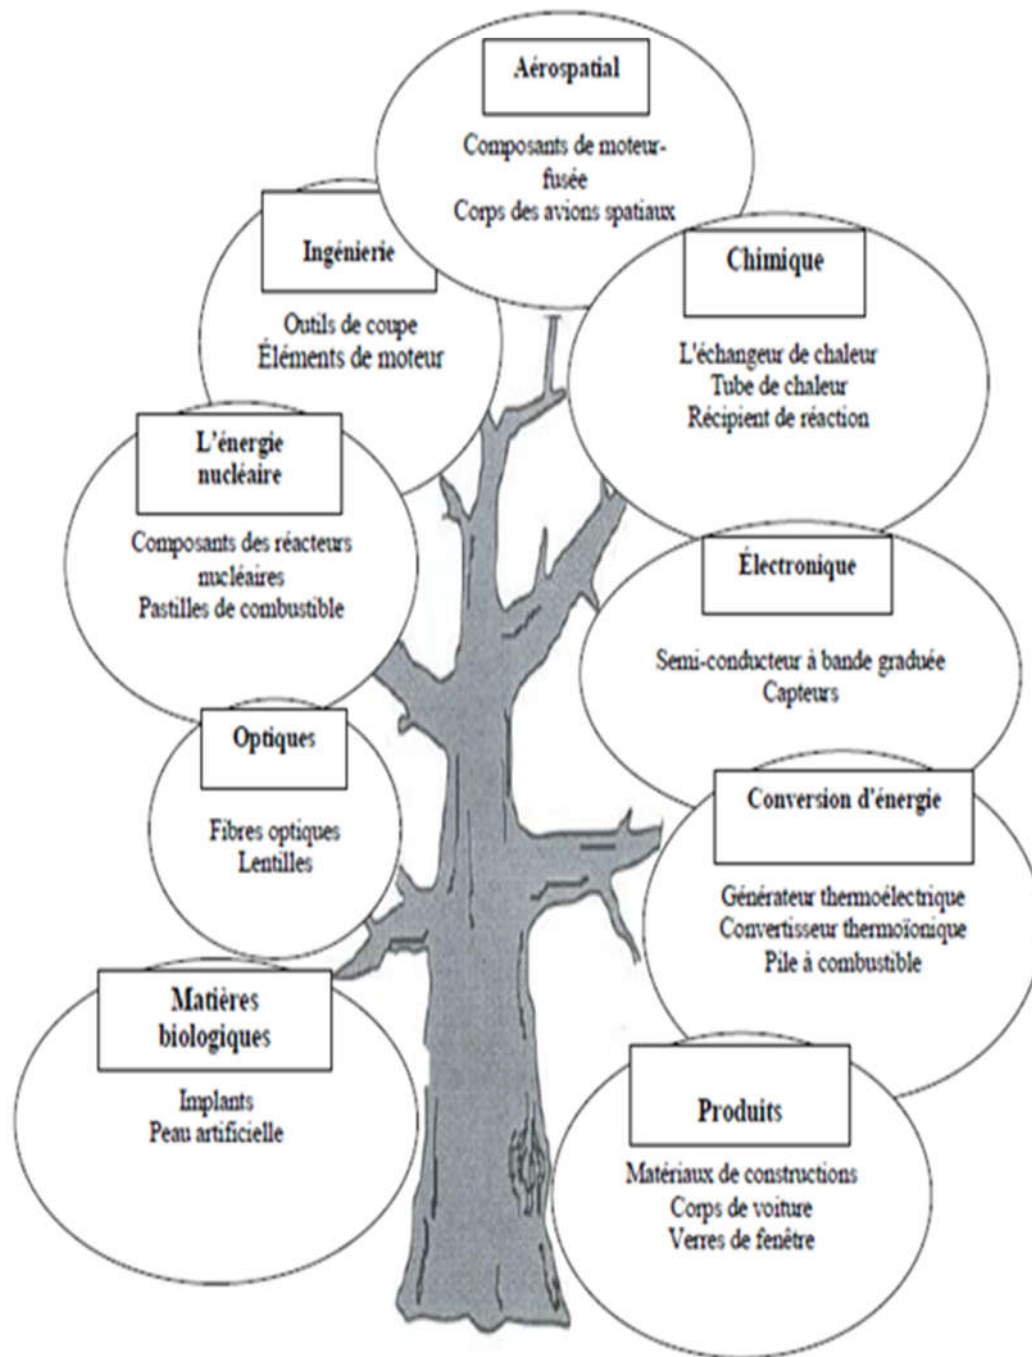 Aérospatial
Composants de moteur-
fusée
Corps des avions spatiaux
Ingénierie
Outils de coupe
Éléments de moteur
Chimique
L'échangeur de chaleur
Tube de chaleur
Récipient de réaction
L'énergie
nucléaire
Composants des réacteurs
nucléaires
Pastilles de combustible
Électronique
Semi-conducteur à bande graduée
Capteurs
Optiques
Fibres optiques
Lentilles
Conversion d'énergie
Générateur thermoélectrique
Convertisseur thermoïonique
Pile à combustible
Matières
biologiques
Implants
Peau artificielle
Produits
Matériaux de constructions
Corps de voiture
Verres de fenêtre